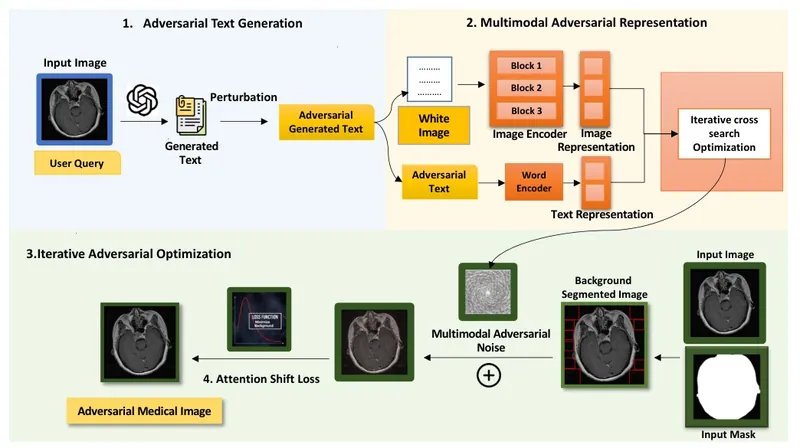 1. Adversarial Text Generation
Input Image
User Query
Generated
Text
Perturbation
Adversarial
Generated Text
2. Multimodal Adversarial Representation
.........
.........
..........
White
Image
Block 1
Block 2
Block 3
Image Encoder
Image
Representation
Adversarial
Text
Word
Encoder
Text Representation
Iterative cross
search
Optimization
3.Iterative Adversarial Optimization
Input Image
Input Mask
Background
Segmented Image
Multimodal Adversarial
Noise
LOSS FUNCTION
Background
4. Attention Shift Loss
Adversarial Medical Image